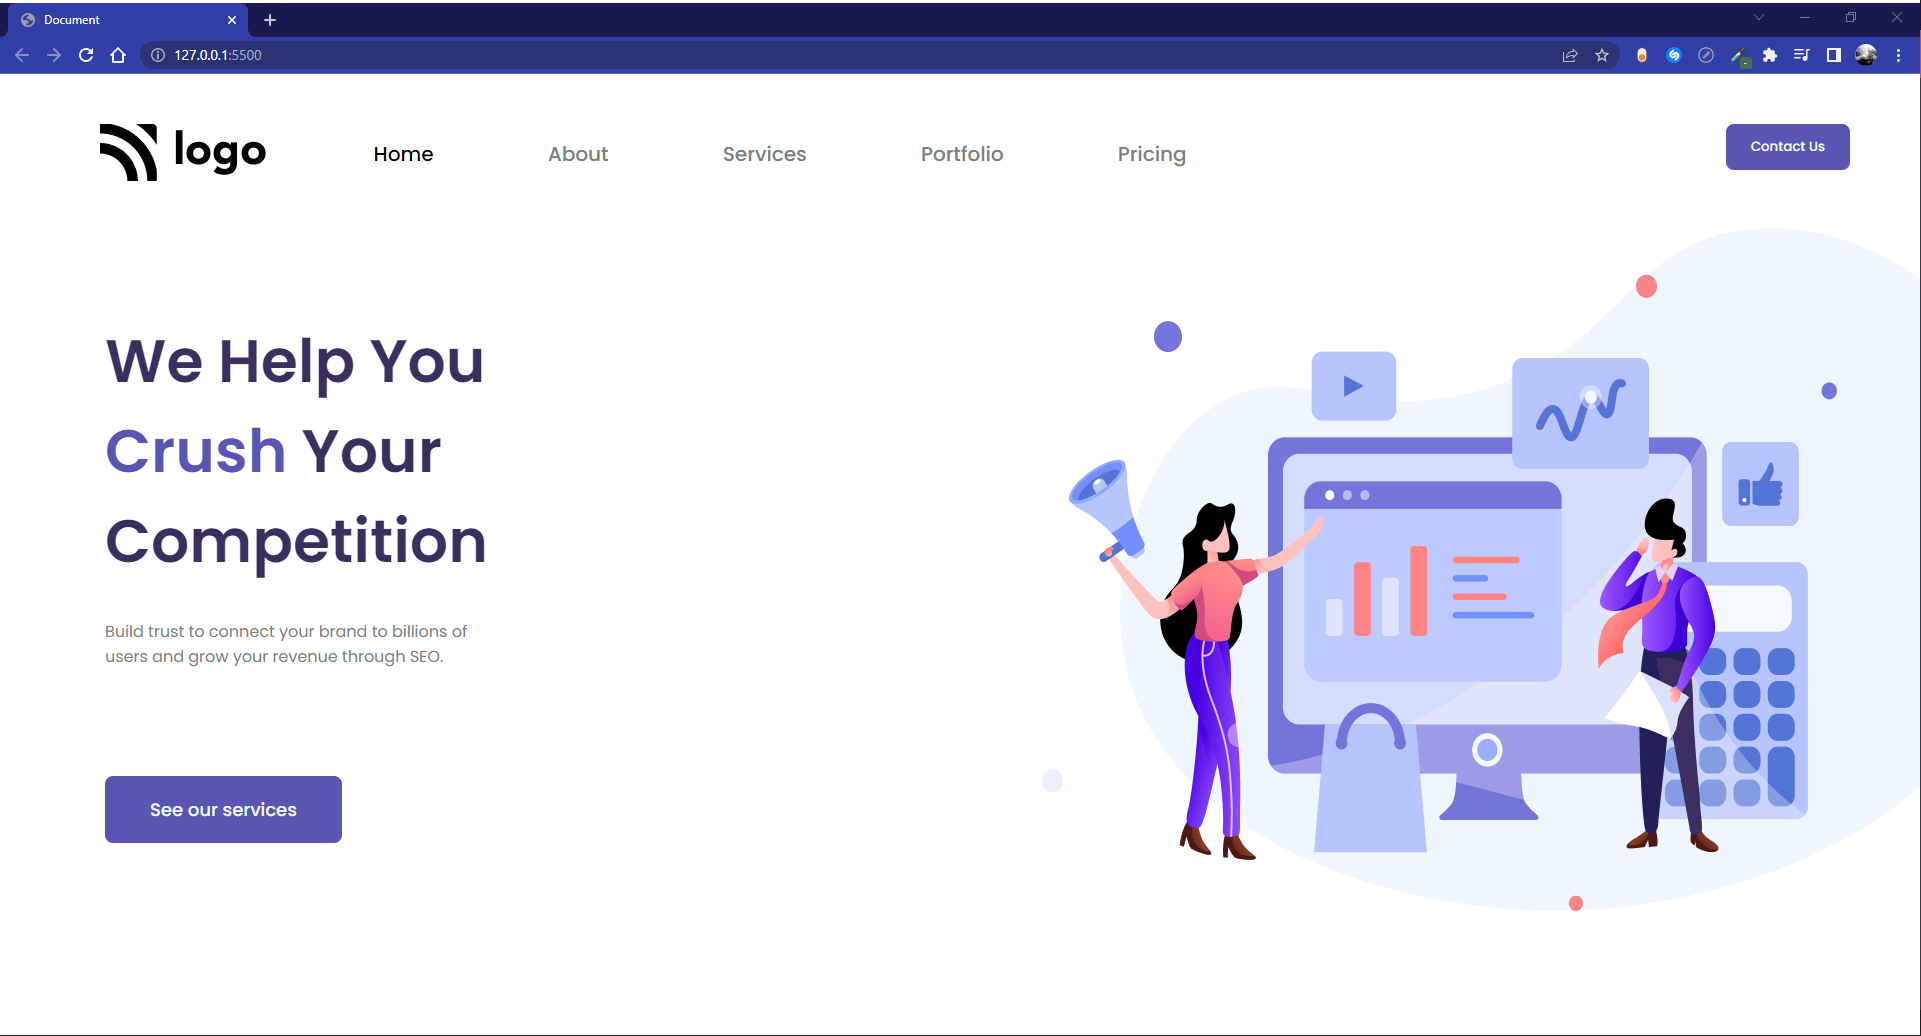 Document
127.0.0.1:5500
logo
Home
About
Services
Portfolio
Pricing
Contact Us
We Help You
Crush Your
Competition
Build trust to connect your brand to billions of
users and grow your revenue through SEO.
See our services